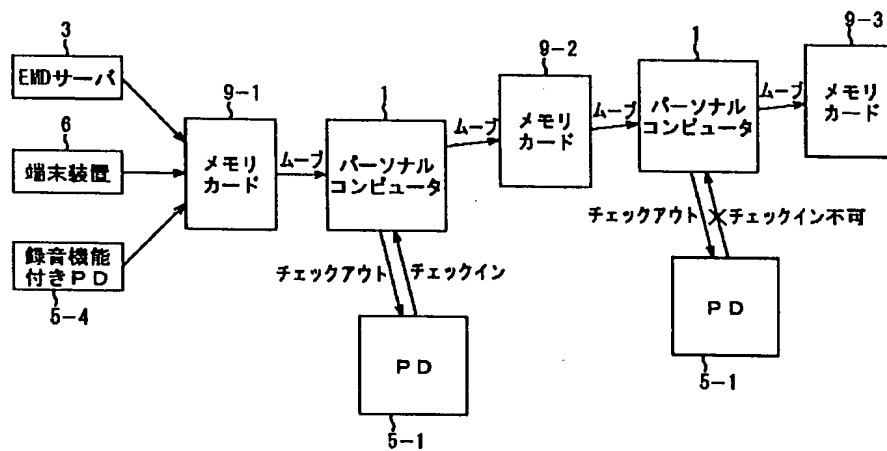 3
EMDサーバ
6
端末装置
録音機能
付きPD
5-4
9-1
メモリ
カード
ムーブ
1
パーソナル
コンピュータ
チェックアウト
チェックイン
PD
5-1
ムーブ
9-2
メモリ
カード
ムーブ
1
パーソナル
コンピュータ
チェックアウト
チェックイン不可
PD
5-1
ムーブ
9-3
メモリ
カード